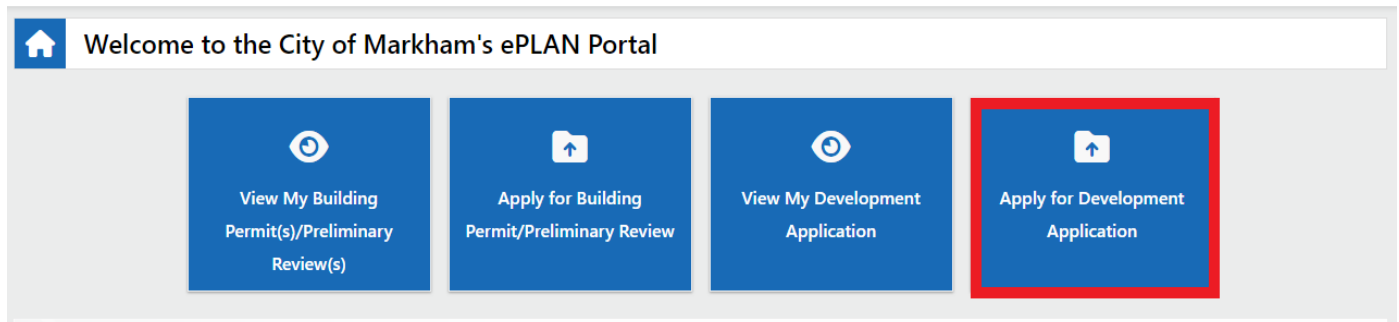 Welcome to the City of Markham's ePLAN Portal
View My Building
Permit(s)/Preliminary
Review(s)
Apply for Building
Permit/Preliminary Review
View My Development
Application
Apply for Development
Application